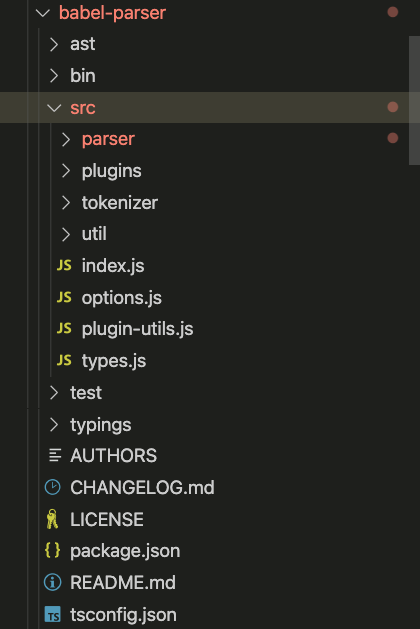 babel-parser
ast
bin
src
parser
plugins
tokenizer
util
JS index.js
JS options.js
JS plugin-utils.js
JS types.js
test
typings
AUTHORS
CHANGELOG.md
LICENSE
{} package.json
README.md
TS tsconfig.json